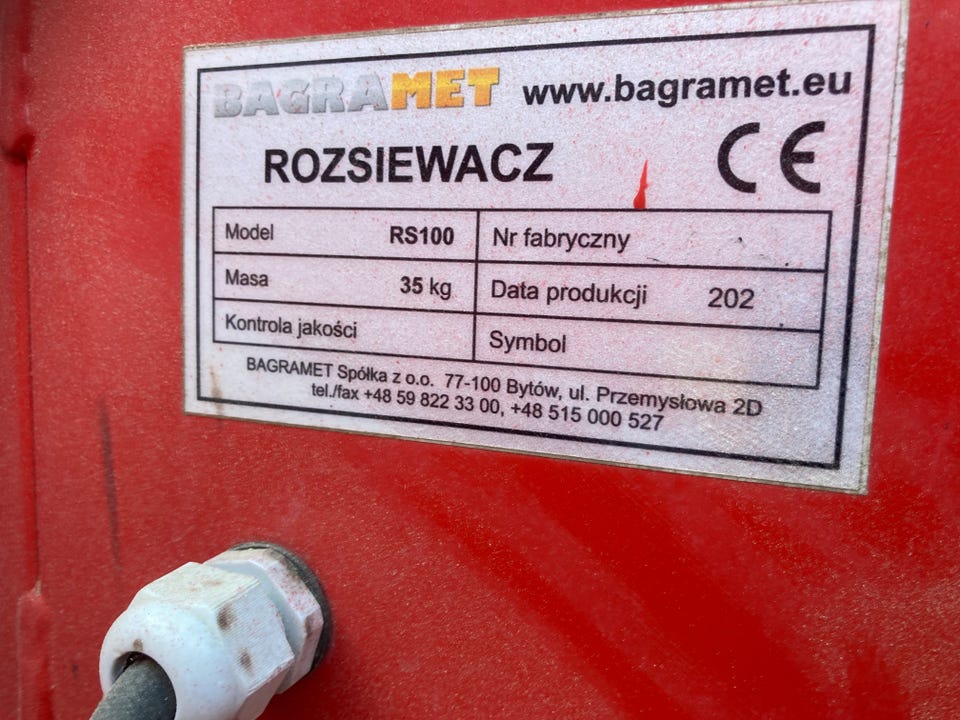 BAGRAMET www.bagramet.eu
ROZSIEWACZ CE
Model RS100 Nr fabryczny
Masa 35 kg Data produkcji 202
Kontrola jakości Symbol
BAGRAMET Spółka z o.o. 77-100 Bytów, ul. Przemysłowa 2D
tel./fax +48 59 822 33 00, +48 515 000 527